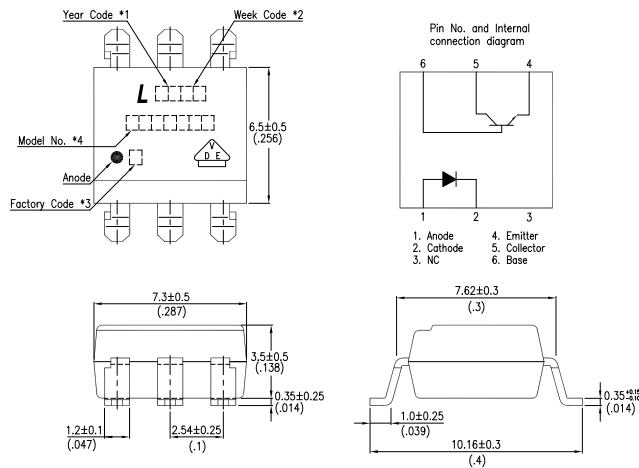 Year Code *1
Week Code *2
L
Model No. *4
V
D E
Anode
Factory Code *3
6.5±0.5
(.256)
Pin No. and Internal
connection diagram
6 5 4
1 2 3
1. Anode 4. Emitter
2. Cathode 5. Collector
3. NC 6. Base
7.3±0.5
(.287)
3.5±0.5
(.138)
0.35±0.25
(.014)
1.2±0.1
(.047)
2.54±0.25
(.1)
7.62±0.3
(.3)
0.35+0.15
-0.10
(.014)
1.0±0.25
(.039)
10.16±0.3
(.4)